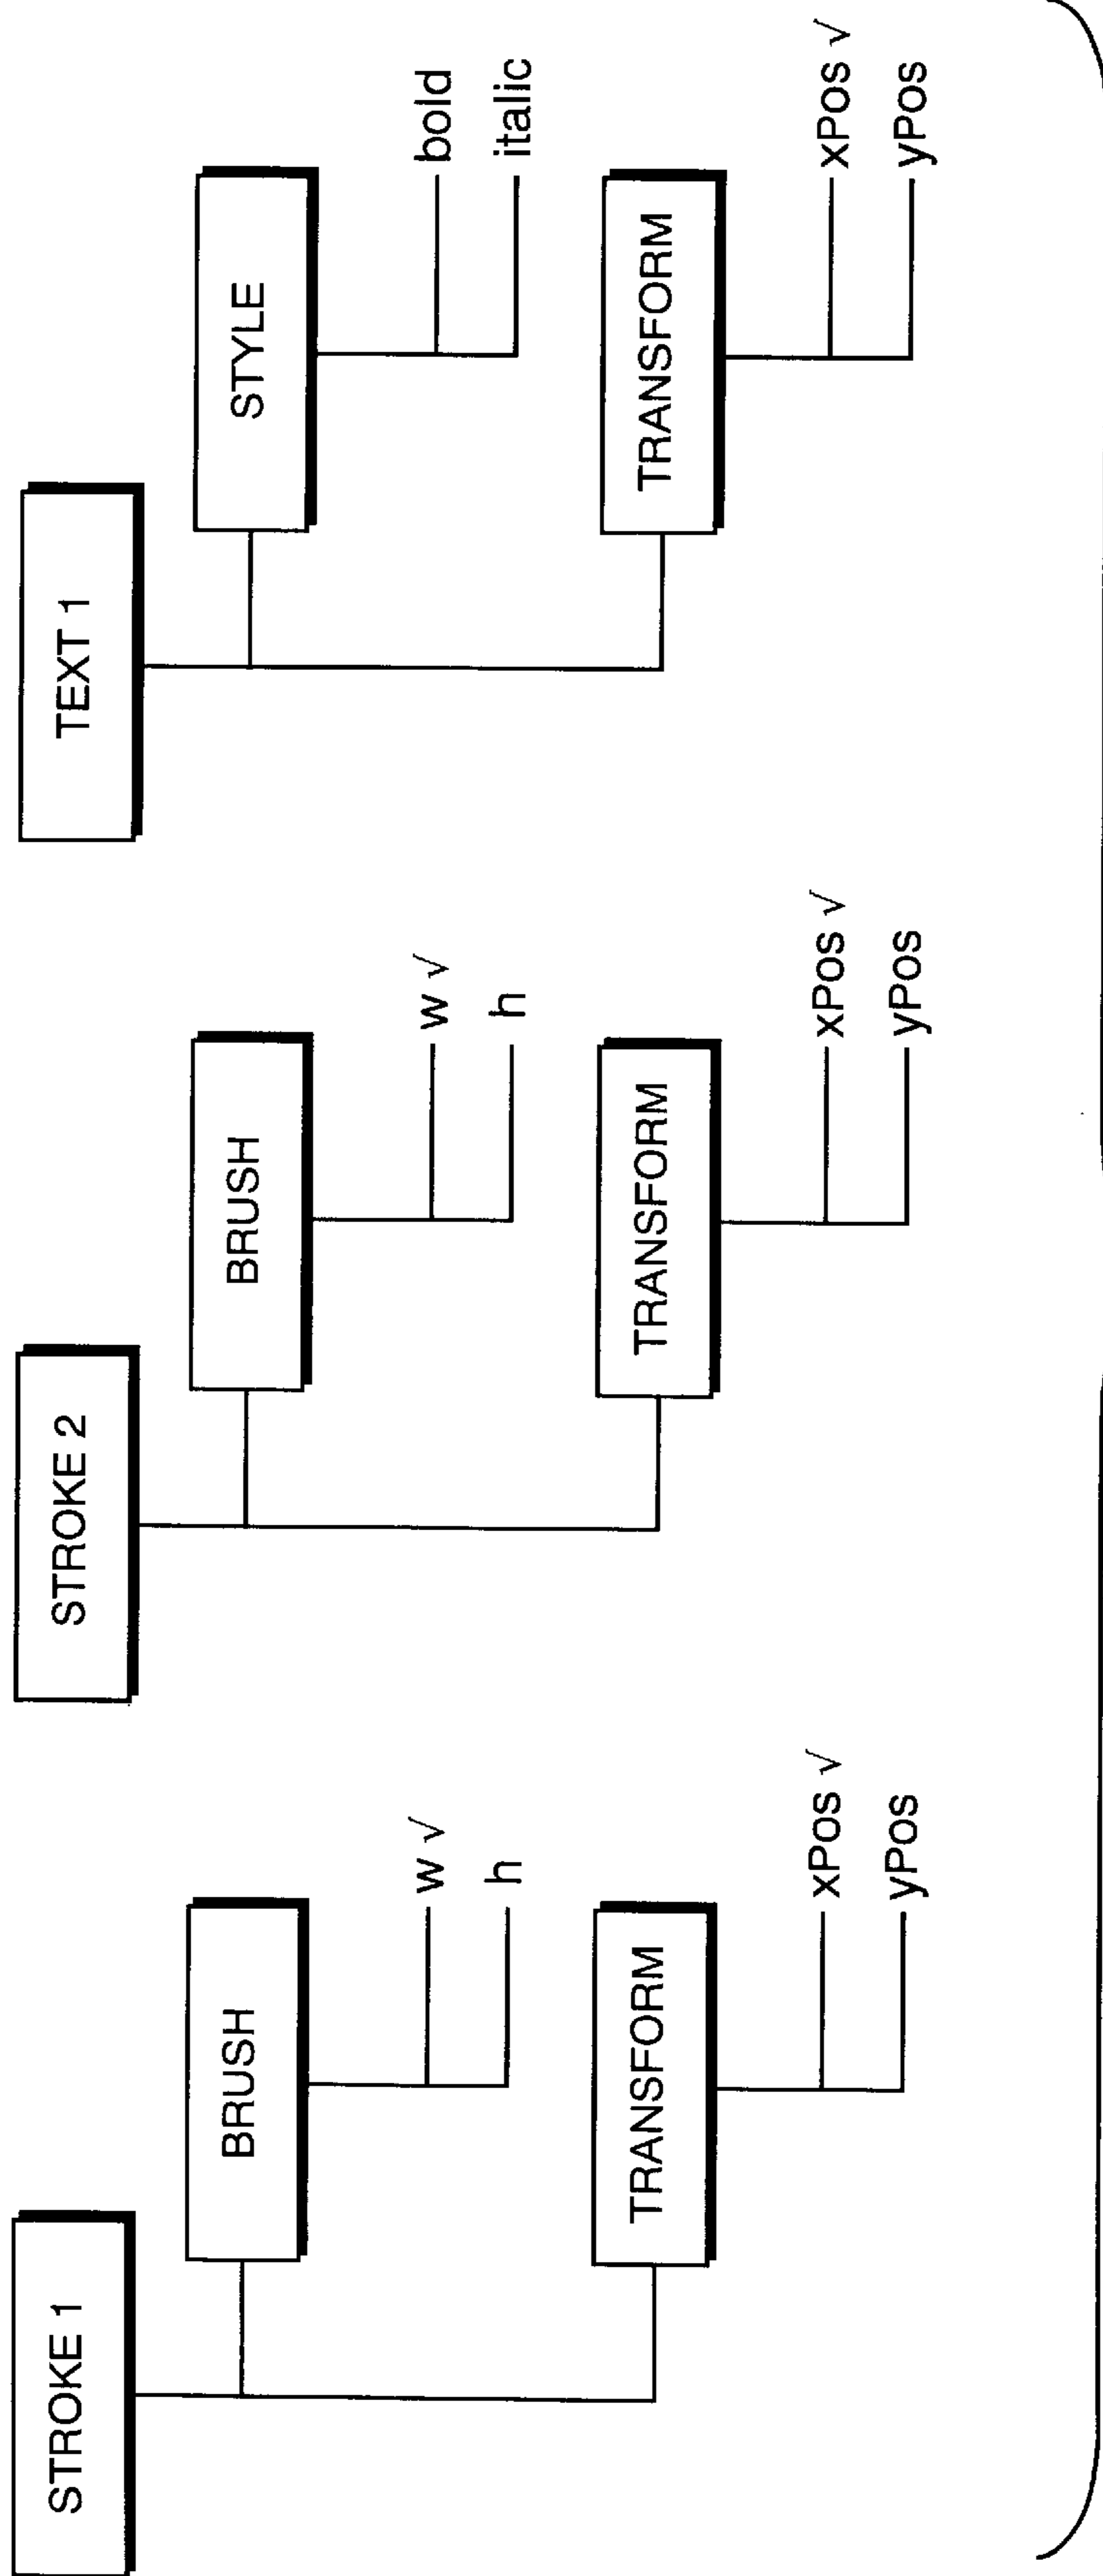 STROKE 1
BRUSH
w √
h
TRANSFORM
xPos √
yPos
STROKE 2
BRUSH
w √
h
TRANSFORM
xPos √
yPos
TEXT 1
STYLE
bold
italic
TRANSFORM
xPos √
yPos